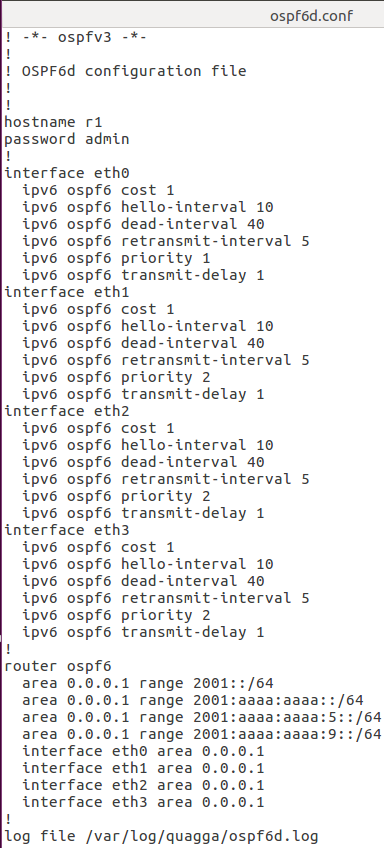 ospf6d.conf
! -*- ospfv3 -*-
!
! OSPF6d configuration file
!
!
hostname r1
password admin
!
interface eth0
  ipv6 ospf6 cost 1
  ipv6 ospf6 hello-interval 10
  ipv6 ospf6 dead-interval 40
  ipv6 ospf6 retransmit-interval 5
  ipv6 ospf6 priority 1
  ipv6 ospf6 transmit-delay 1
interface eth1
  ipv6 ospf6 cost 1
  ipv6 ospf6 hello-interval 10
  ipv6 ospf6 dead-interval 40
  ipv6 ospf6 retransmit-interval 5
  ipv6 ospf6 priority 2
  ipv6 ospf6 transmit-delay 1
interface eth2
  ipv6 ospf6 cost 1
  ipv6 ospf6 hello-interval 10
  ipv6 ospf6 dead-interval 40
  ipv6 ospf6 retransmit-interval 5
  ipv6 ospf6 priority 2
  ipv6 ospf6 transmit-delay 1
interface eth3
  ipv6 ospf6 cost 1
  ipv6 ospf6 hello-interval 10
  ipv6 ospf6 dead-interval 40
  ipv6 ospf6 retransmit-interval 5
  ipv6 ospf6 priority 2
  ipv6 ospf6 transmit-delay 1
!
router ospf6
  area 0.0.0.1 range 2001::/64
  area 0.0.0.1 range 2001:aaaa:aaaa::/64
  area 0.0.0.1 range 2001:aaaa:aaaa:5::/64
  area 0.0.0.1 range 2001:aaaa:aaaa:9::/64
  interface eth0 area 0.0.0.1
  interface eth1 area 0.0.0.1
  interface eth2 area 0.0.0.1
  interface eth3 area 0.0.0.1
!
log file /var/log/quagga/ospf6d.log